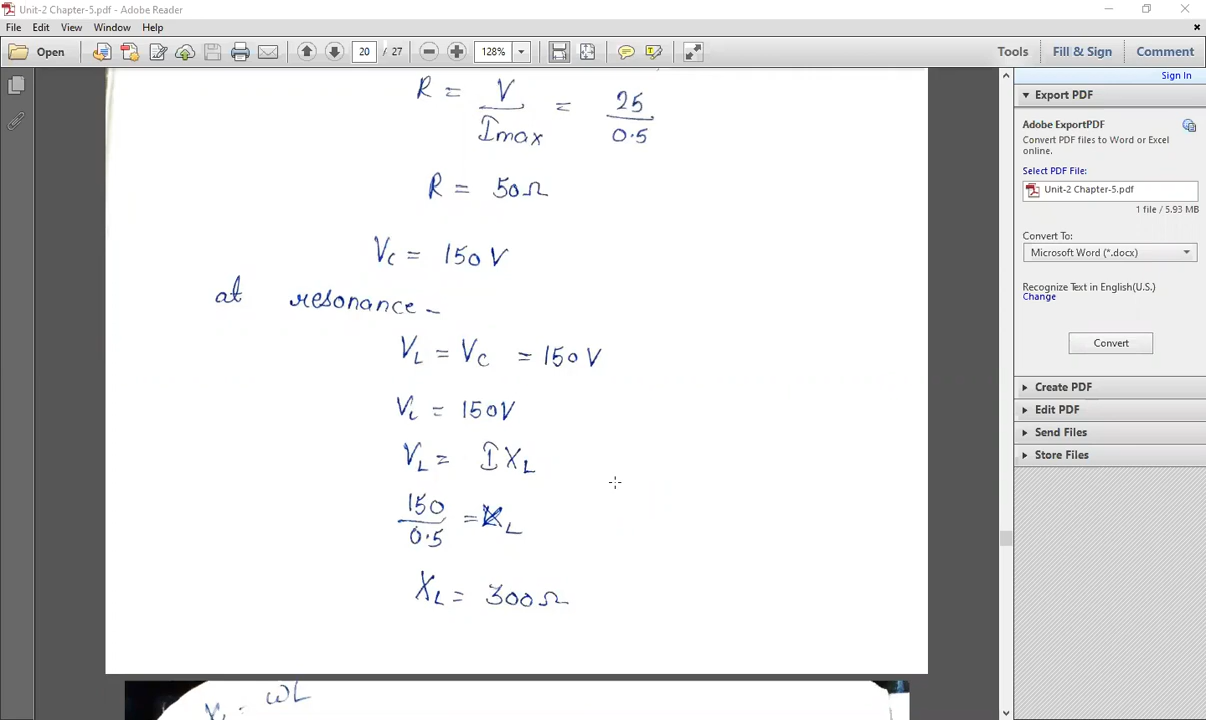 Unit-2 Chapter-5.pdf - Adobe Reader
File Edit View Window Help
Open 20 / 27 128% Tools Fill & Sign Comment
Sign In
Export PDF
Adobe ExportPDF
Convert PDF files to Word or Excel
online.
Select PDF File:
Unit-2 Chapter-5.pdf
1 file / 5.93 MB
Convert To:
Microsoft Word (*.docx)
Recognize Text in English(U.S.)
Change
Convert
Create PDF
Edit PDF
Send Files
Store Files
R = V / Imax = 25 / 0.5
R = 50Ω
Vc = 150 V
at resonance -
VL = VC = 150 V
VL = 150V
VL = I XL
150 / 0.5 = XL
XL = 300Ω
XL = ωL